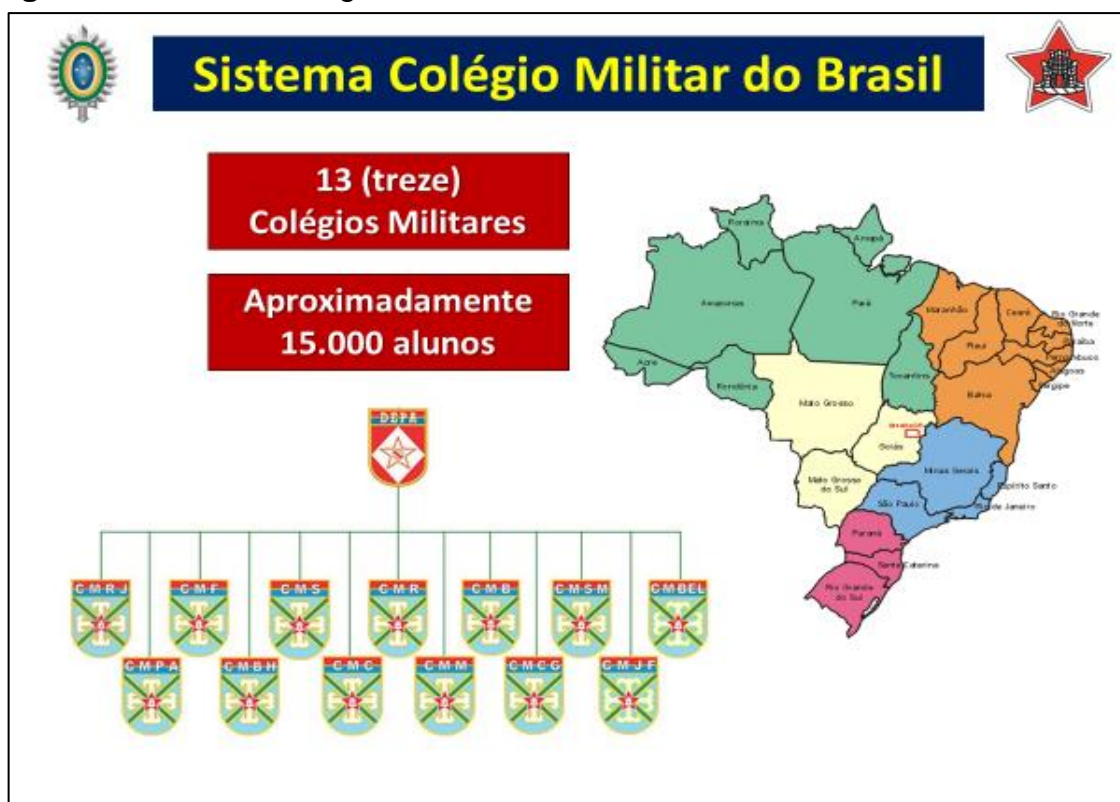 Sistema Colégio Militar do Brasil
13 (treze)
Colégios Militares
Aproximadamente
15.000 alunos
DEPA
CMRJ
CMF
CMS
CMR
CMB
CMSM
CMBEL
CMPA
CMBH
CMC
CMM
CMCG
CMJF
Roraima
Amapá
Amazonas
Pará
Maranhão
Ceará
Rio Grande
do Norte
Paraíba
Piauí
Pernambuco
Alagoas
Sergipe
Acre
Rondônia
Tocantins
Bahia
Mato Grosso
Goiás
Minas Gerais
Mato Grosso
do Sul
Espírito Santo
São Paulo
Rio de Janeiro
Paraná
Santa Catarina
Rio Grande
do Sul